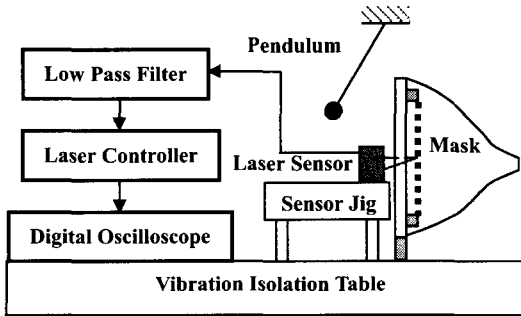 Pendulum
Low Pass Filter
Mask
Laser Controller
Laser Sensor
Sensor Jig
Digital Oscilloscope
Vibration Isolation Table